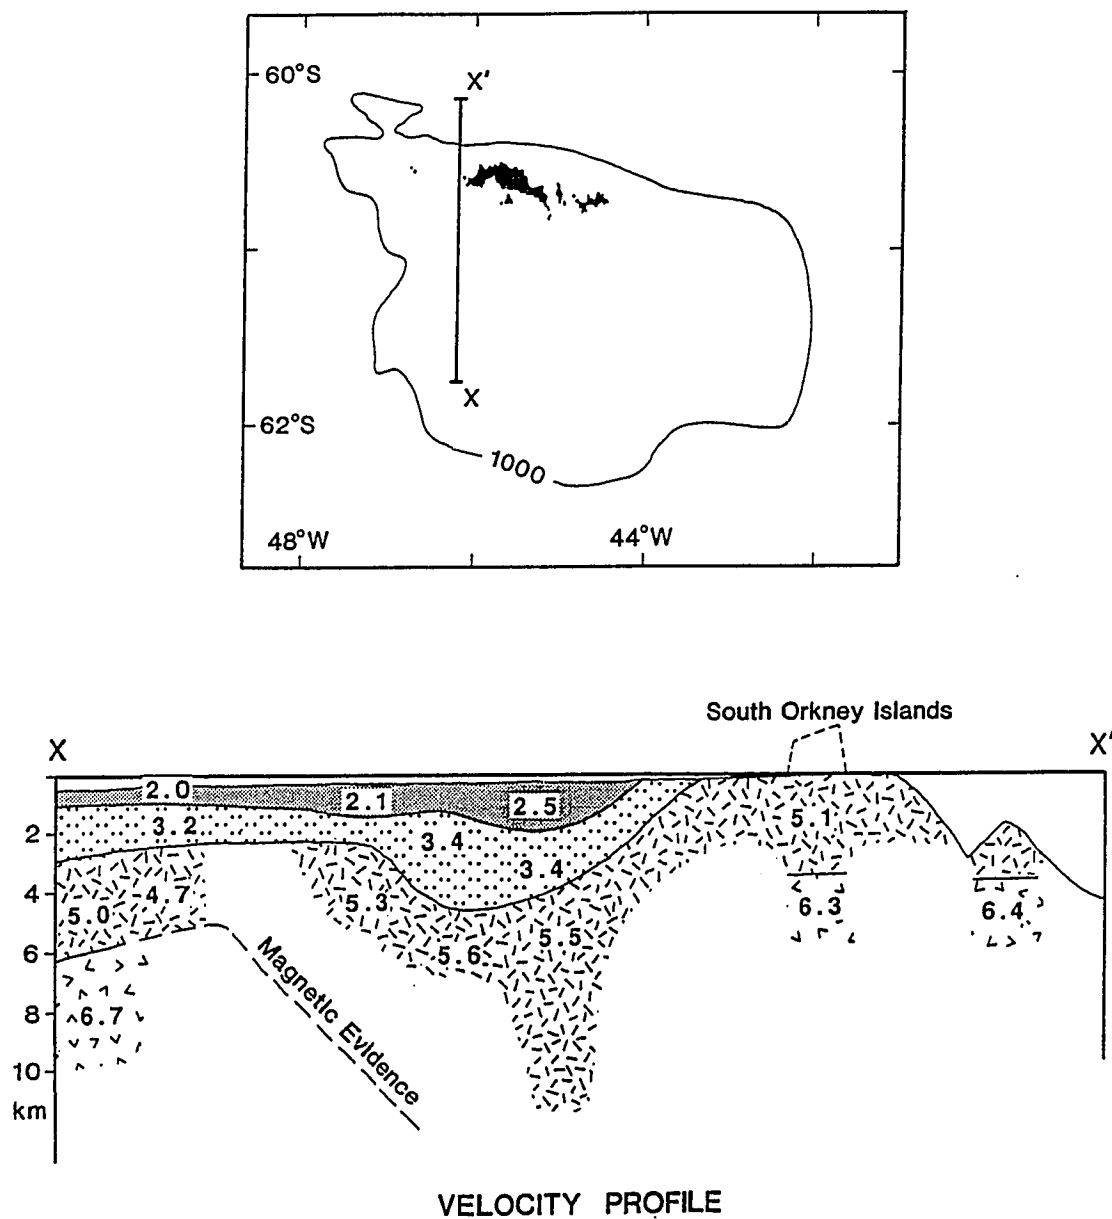 60°S
X'
X
62°S
1000
48°W
44°W
South Orkney Islands
X
X'
2.0
2.1
2.5
3.2
5.1
2
3.4
3.4
4
4.7
5.3
6.3
6.4
5.0
5.5
5.6
6
Magnetic Evidence
8
6.7
10
km
VELOCITY PROFILE